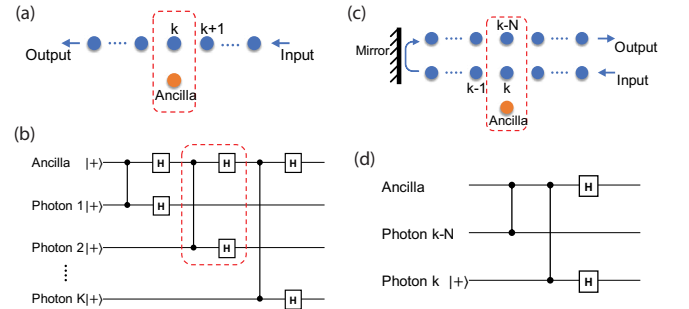 (a)
k
k+1
Output
Input
Ancilla
(c)
k-N
Mirror
Output
Input
k-1
k
Ancilla
(b)
Ancilla |+⟩ H H H
Photon 1|+⟩ H
Photon 2|+⟩ H
Photon K|+⟩ H
(d)
Ancilla H
Photon k-N
Photon k |+⟩ H